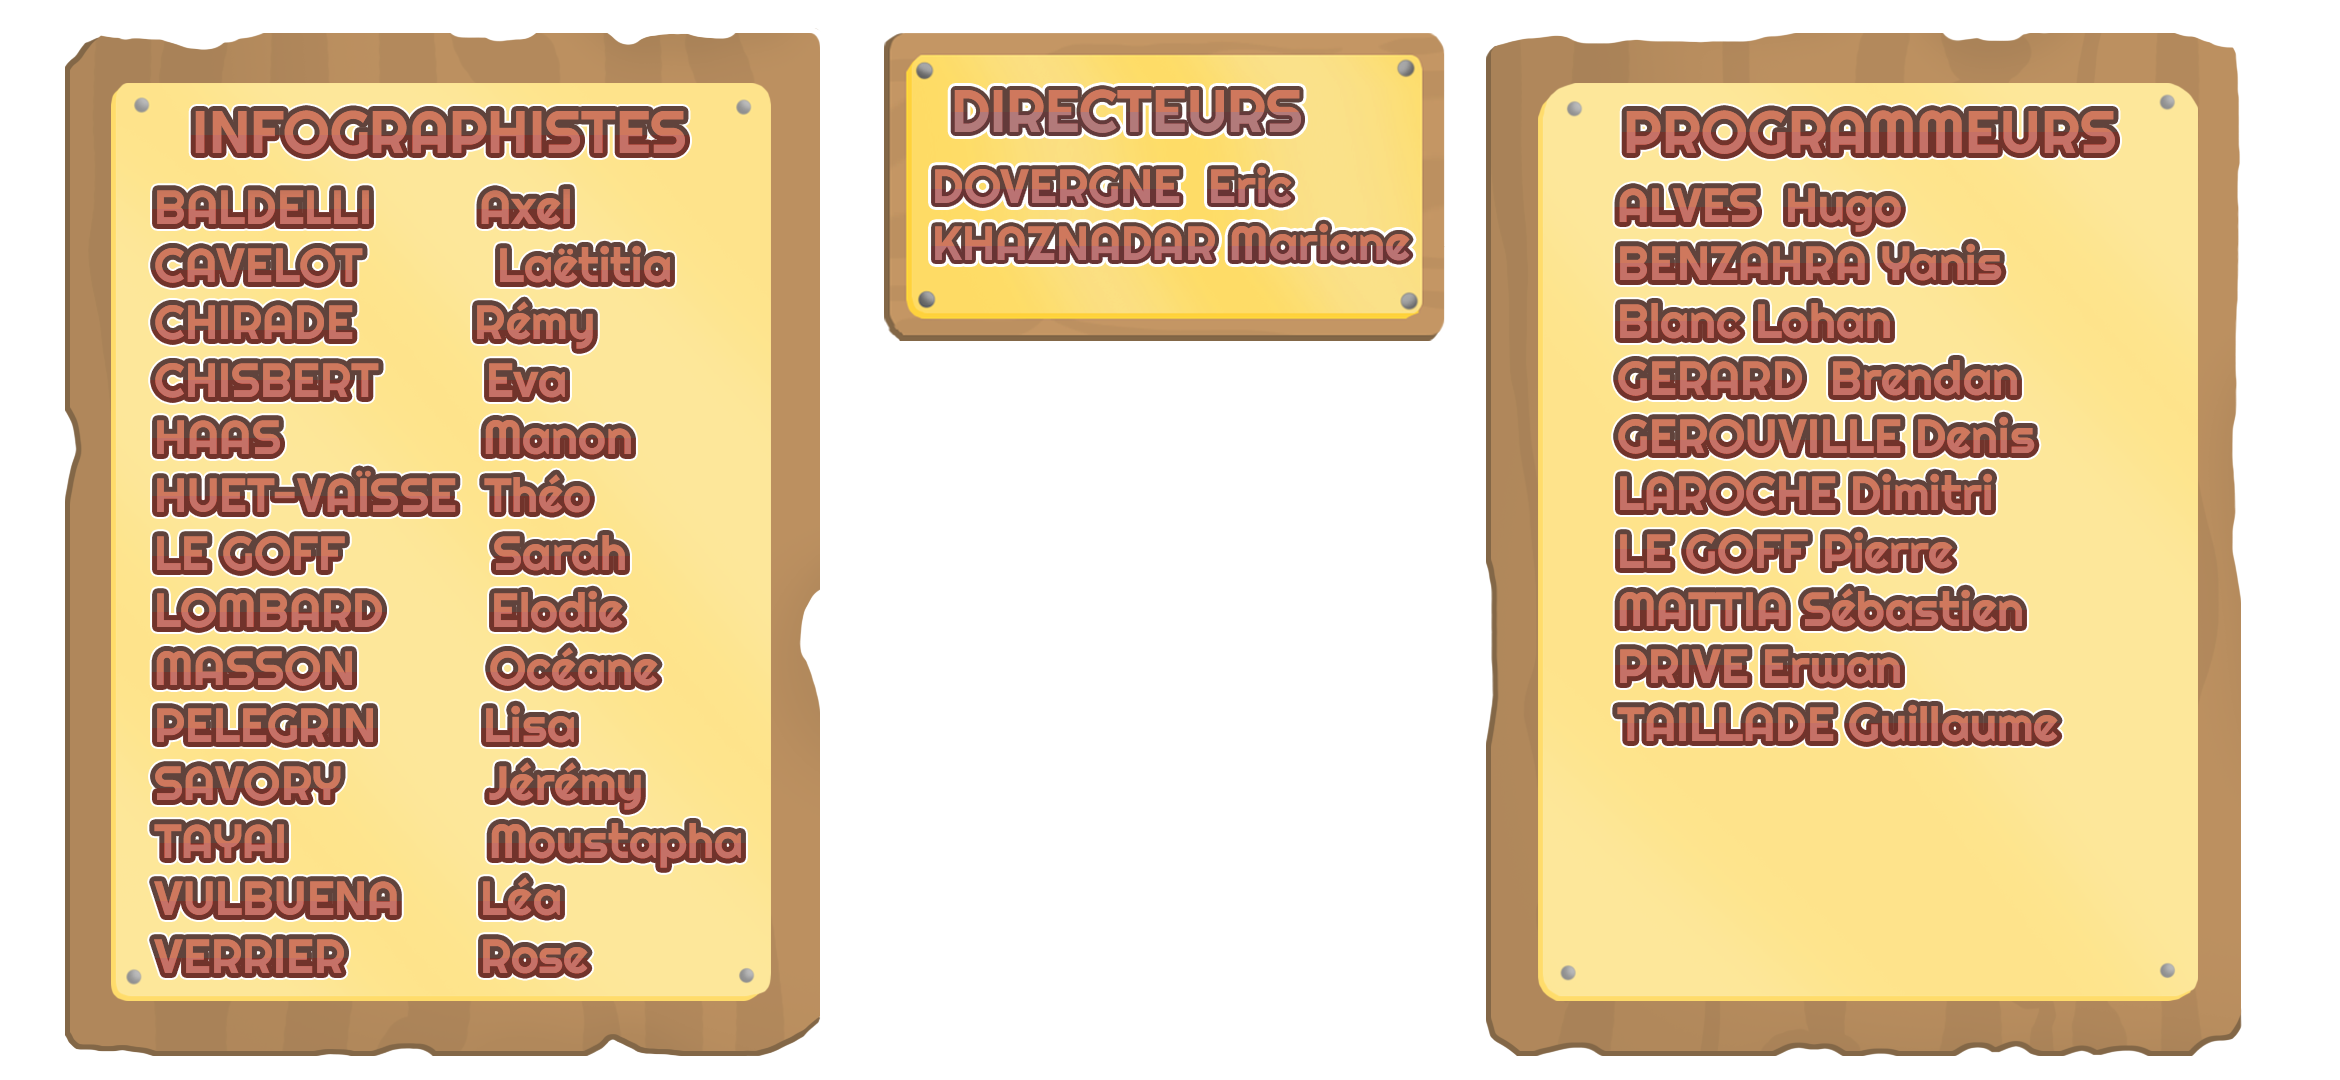 INFOGRAPHISTES
BALDELLI Axel
CAVELOT Laëtitia
CHIRADE Rémy
CHISBERT Eva
HAAS Manon
HUET-VAÏSSE Théo
LE GOFF Sarah
LOMBARD Elodie
MASSON Océane
PELEGRIN Lisa
SAVORY Jérémy
TAYAI Moustapha
VULBUENA Léa
VERRIER Rose
DIRECTEURS
DOVERGNE Eric
KHAZNADAR Mariane
PROGRAMMEURS
ALVES Hugo
BENZAHRA Yanis
Blanc Lohan
GERARD Brendan
GEROUVILLE Denis
LAROCHE Dimitri
LE GOFF Pierre
MATTIA Sébastien
PRIVE Erwan
TAILLADE Guillaume